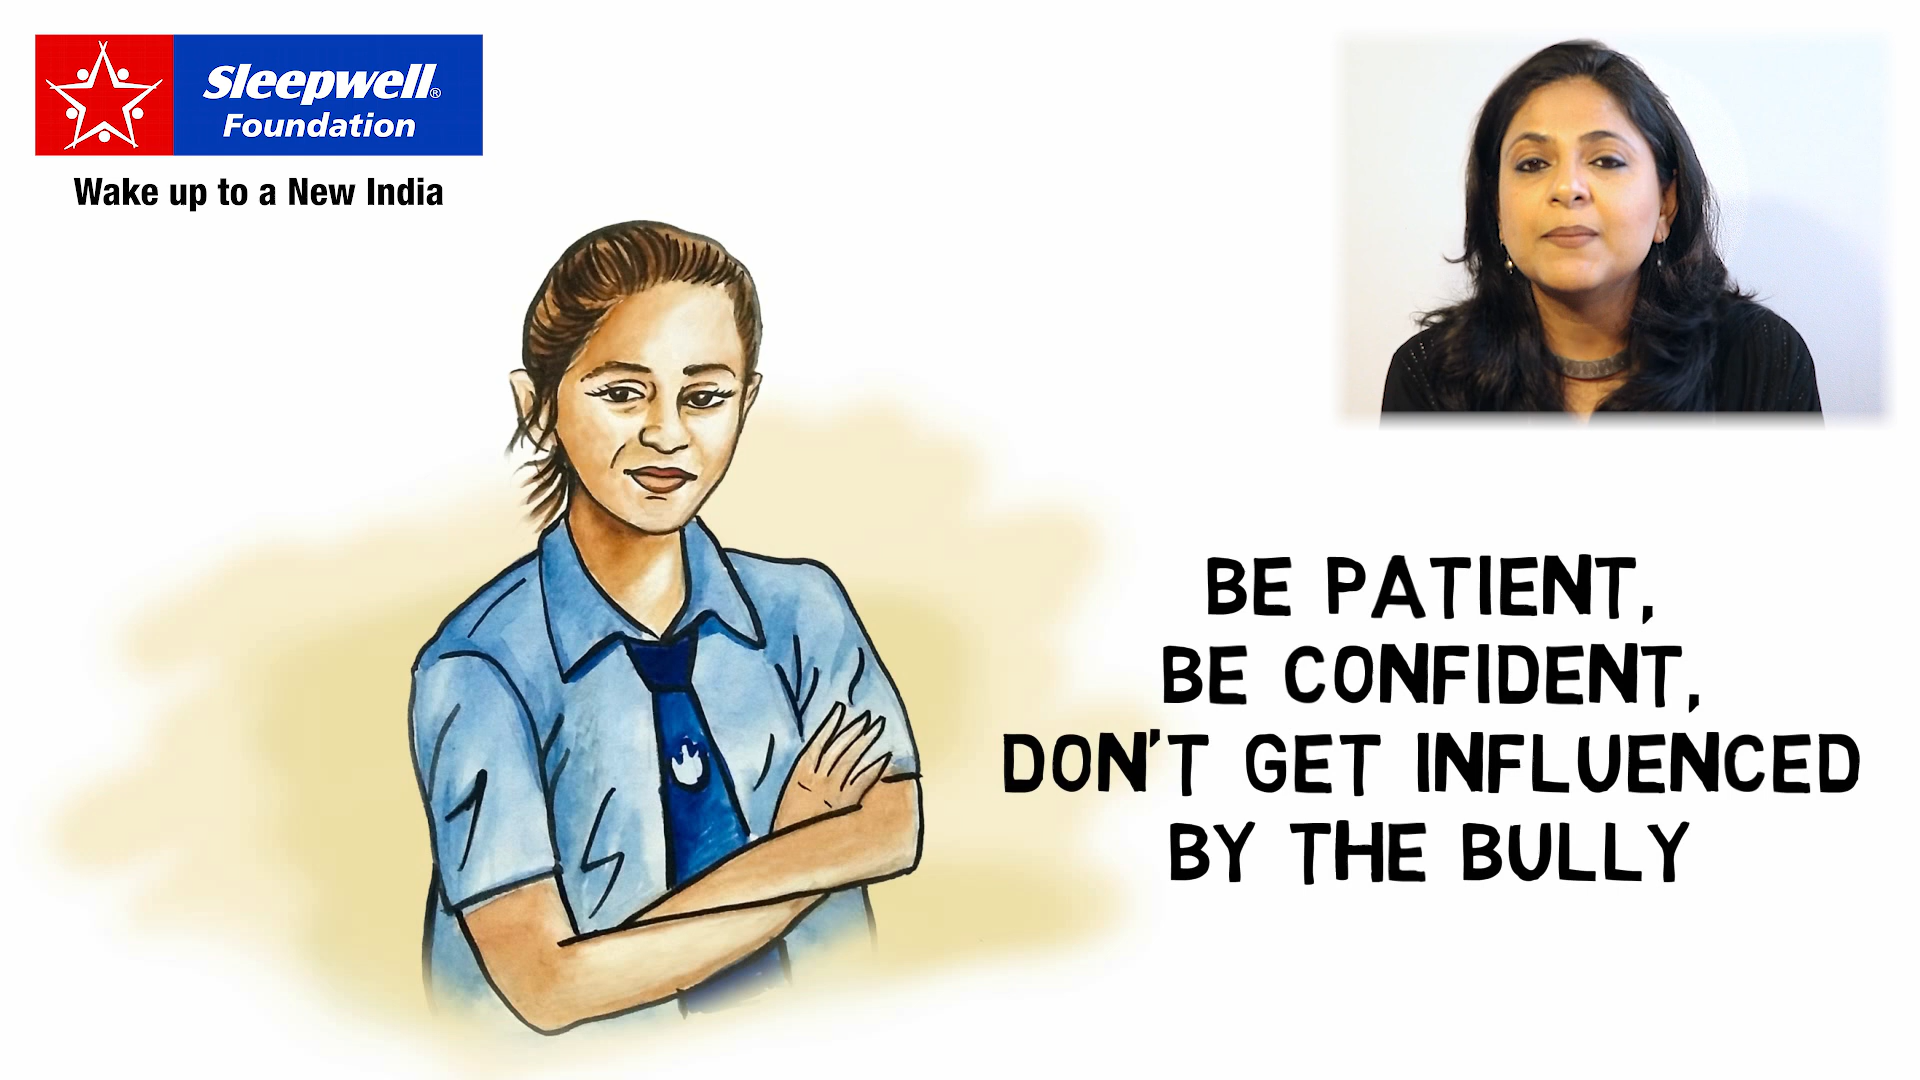 Sleepwell®
Foundation
Wake up to a New India
BE PATIENT,
BE CONFIDENT,
DON'T GET INFLUENCED
BY THE BULLY